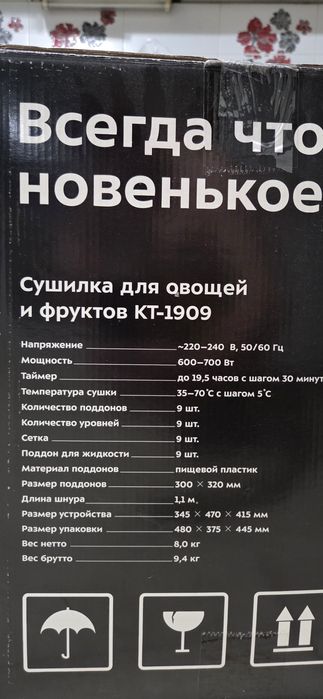 Всегда что
новенькое
Сушилка для овощей
и фруктов КТ-1909
Напряжение ~220–240 В, 50/60 Гц
Мощность 600–700 Вт
Таймер до 19,5 часов с шагом 30 минут
Температура сушки 35–70°С с шагом 5°С
Количество поддонов 9 шт.
Количество уровней 9 шт.
Сетка 9 шт.
Поддон для жидкости 9 шт.
Материал поддонов пищевой пластик
Размер поддонов 300 × 320 мм
Длина шнура 1,1 м
Размер устройства 345 × 470 × 415 мм
Размер упаковки 480 × 375 × 445 мм
Вес нетто 8,0 кг
Вес брутто 9,4 кг